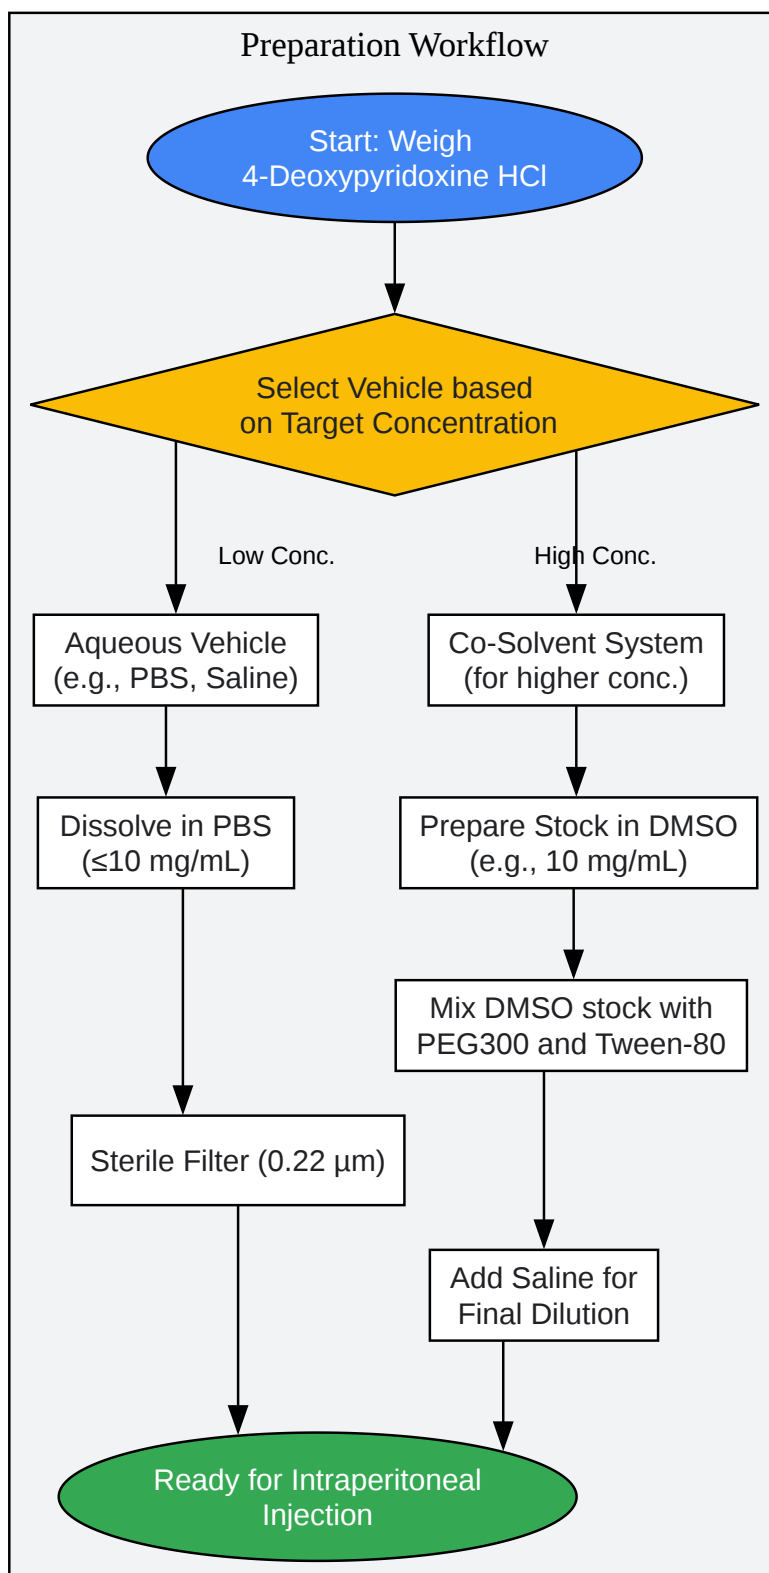 Preparation Workflow
Start: Weigh
4-Deoxypyridoxine HCl
Select Vehicle based
on Target Concentration
Low Conc.
High Conc.
Aqueous Vehicle
(e.g., PBS, Saline)
Co-Solvent System
(for higher conc.)
Dissolve in PBS
(≤10 mg/mL)
Prepare Stock in DMSO
(e.g., 10 mg/mL)
Mix DMSO stock with
PEG300 and Tween-80
Sterile Filter (0.22 µm)
Add Saline for
Final Dilution
Ready for Intraperitoneal
Injection